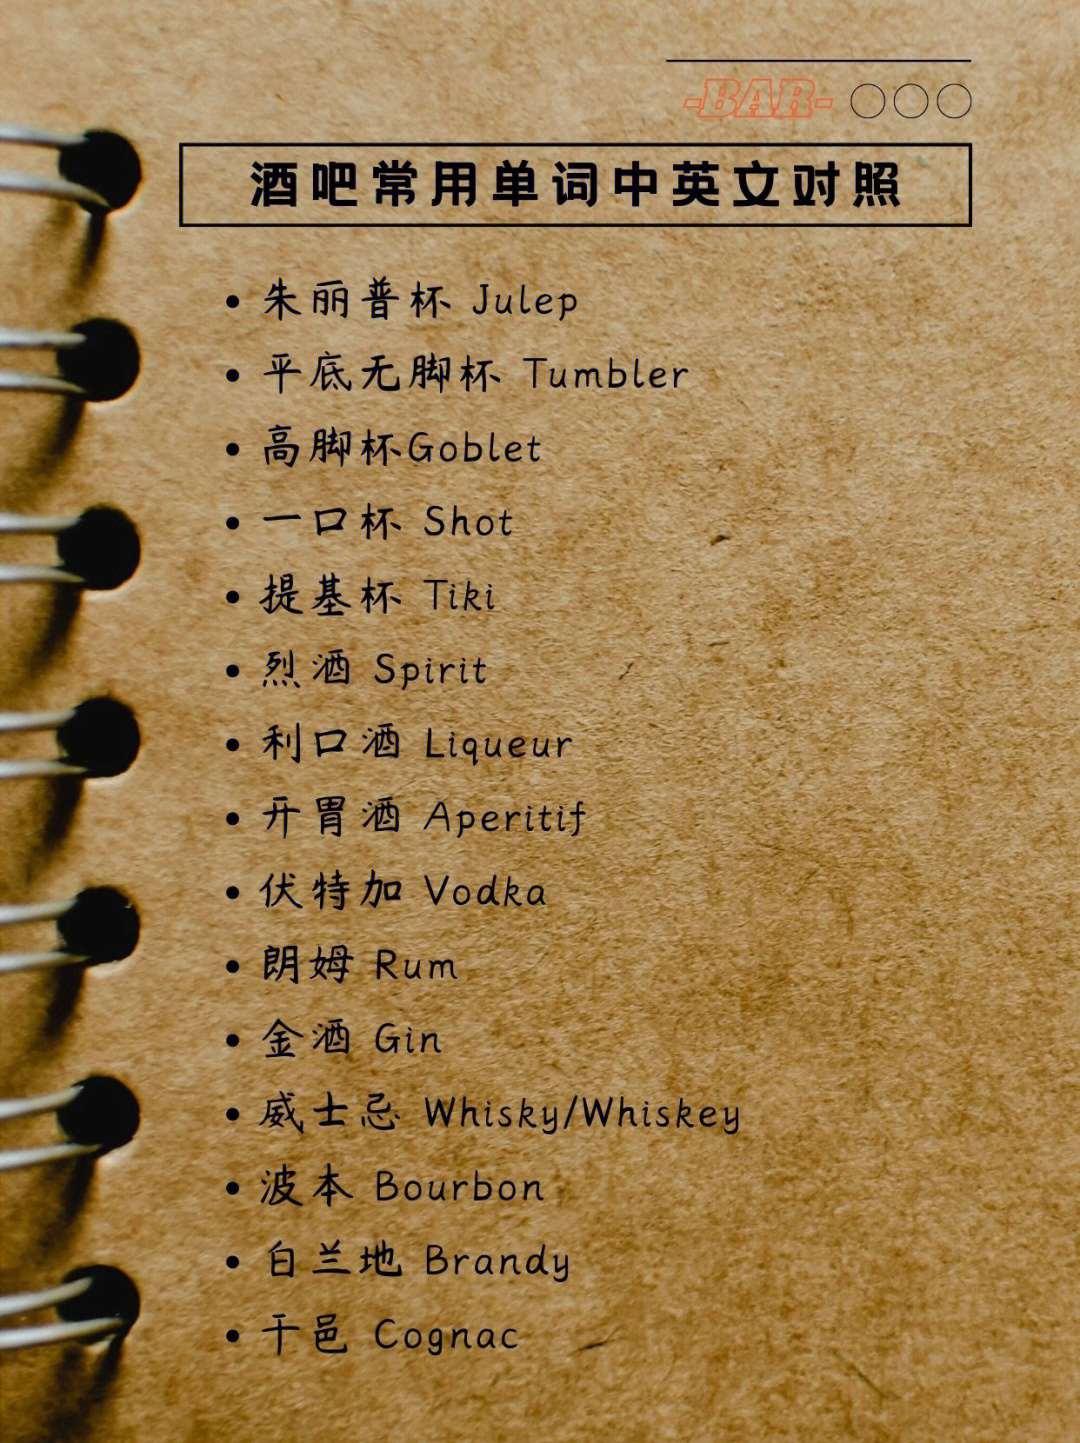 -BAR-
酒吧常用单词中英文对照
• 朱丽普杯 Julep
• 平底无脚杯 Tumbler
• 高脚杯Goblet
• 一口杯 Shot
• 提基杯 Tiki
• 烈酒 Spirit
• 利口酒 Liqueur
• 开胃酒 Aperitif
• 伏特加 Vodka
• 朗姆 Rum
• 金酒 Gin
• 威士忌 Whisky/Whiskey
• 波本 Bourbon
• 白兰地 Brandy
• 干邑 Cognac